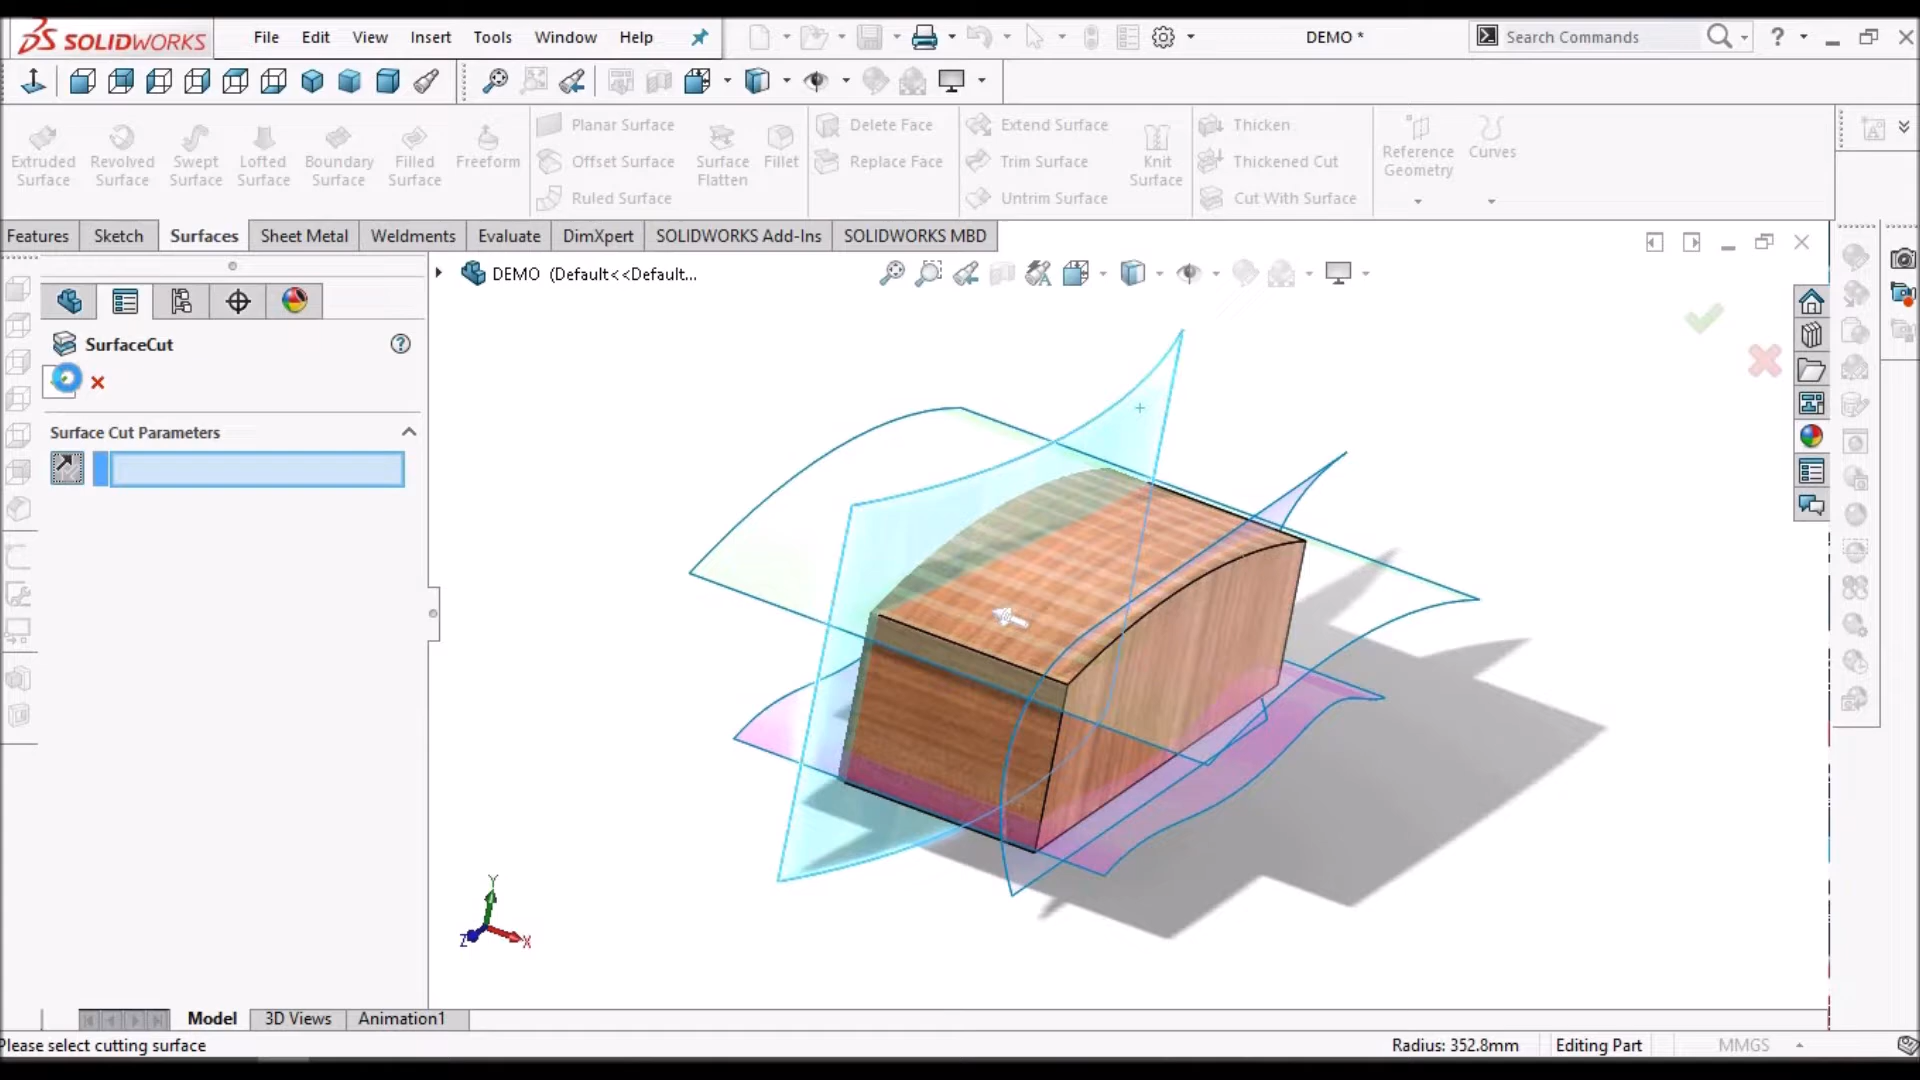 SOLIDWORKS File Edit View Insert Tools Window Help DEMO * Search Commands ?
Extruded Surface
Revolved Surface
Swept Surface
Lofted Surface
Boundary Surface
Filled Surface
Freeform
Planar Surface
Offset Surface
Ruled Surface
Surface Flatten
Fillet
Delete Face
Replace Face
Extend Surface
Trim Surface
Untrim Surface
Knit Surface
Thicken
Thickened Cut
Cut With Surface
Reference Geometry
Curves
Features Sketch Surfaces Sheet Metal Weldments Evaluate DimXpert SOLIDWORKS Add-Ins SOLIDWORKS MBD
DEMO (Default<<Default...
SurfaceCut ?
Surface Cut Parameters
Y
Z X
Model 3D Views Animation1
Please select cutting surface Radius: 352.8mm Editing Part MMGS